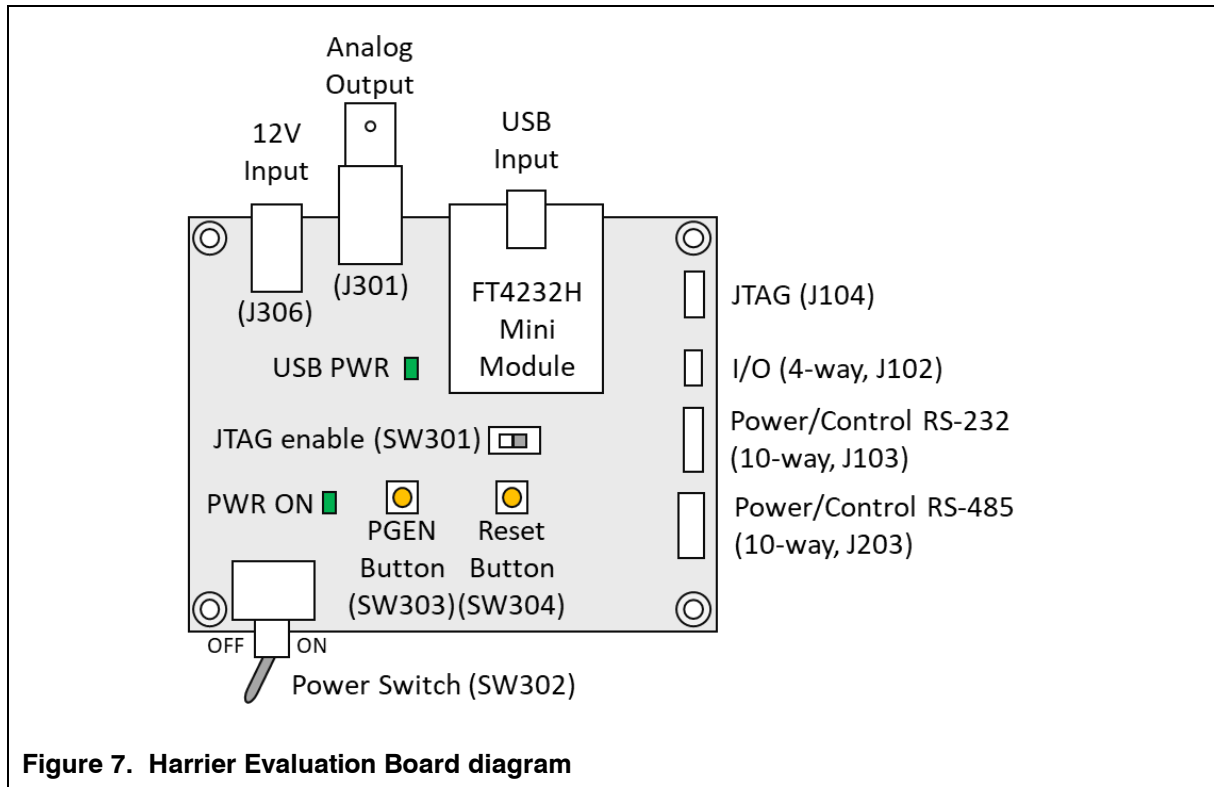 Analog
Output
12V
Input
USB
Input
(J306)
(J301)
FT4232H
Mini
Module
JTAG (J104)
USB PWR
I/O (4-way, J102)
JTAG enable (SW301)
Power/Control RS-232
(10-way, J103)
PWR ON
PGEN
Button
(SW303)
Reset
Button
(SW304)
Power/Control RS-485
(10-way, J203)
OFF
ON
Power Switch (SW302)
Figure 7. Harrier Evaluation Board diagram